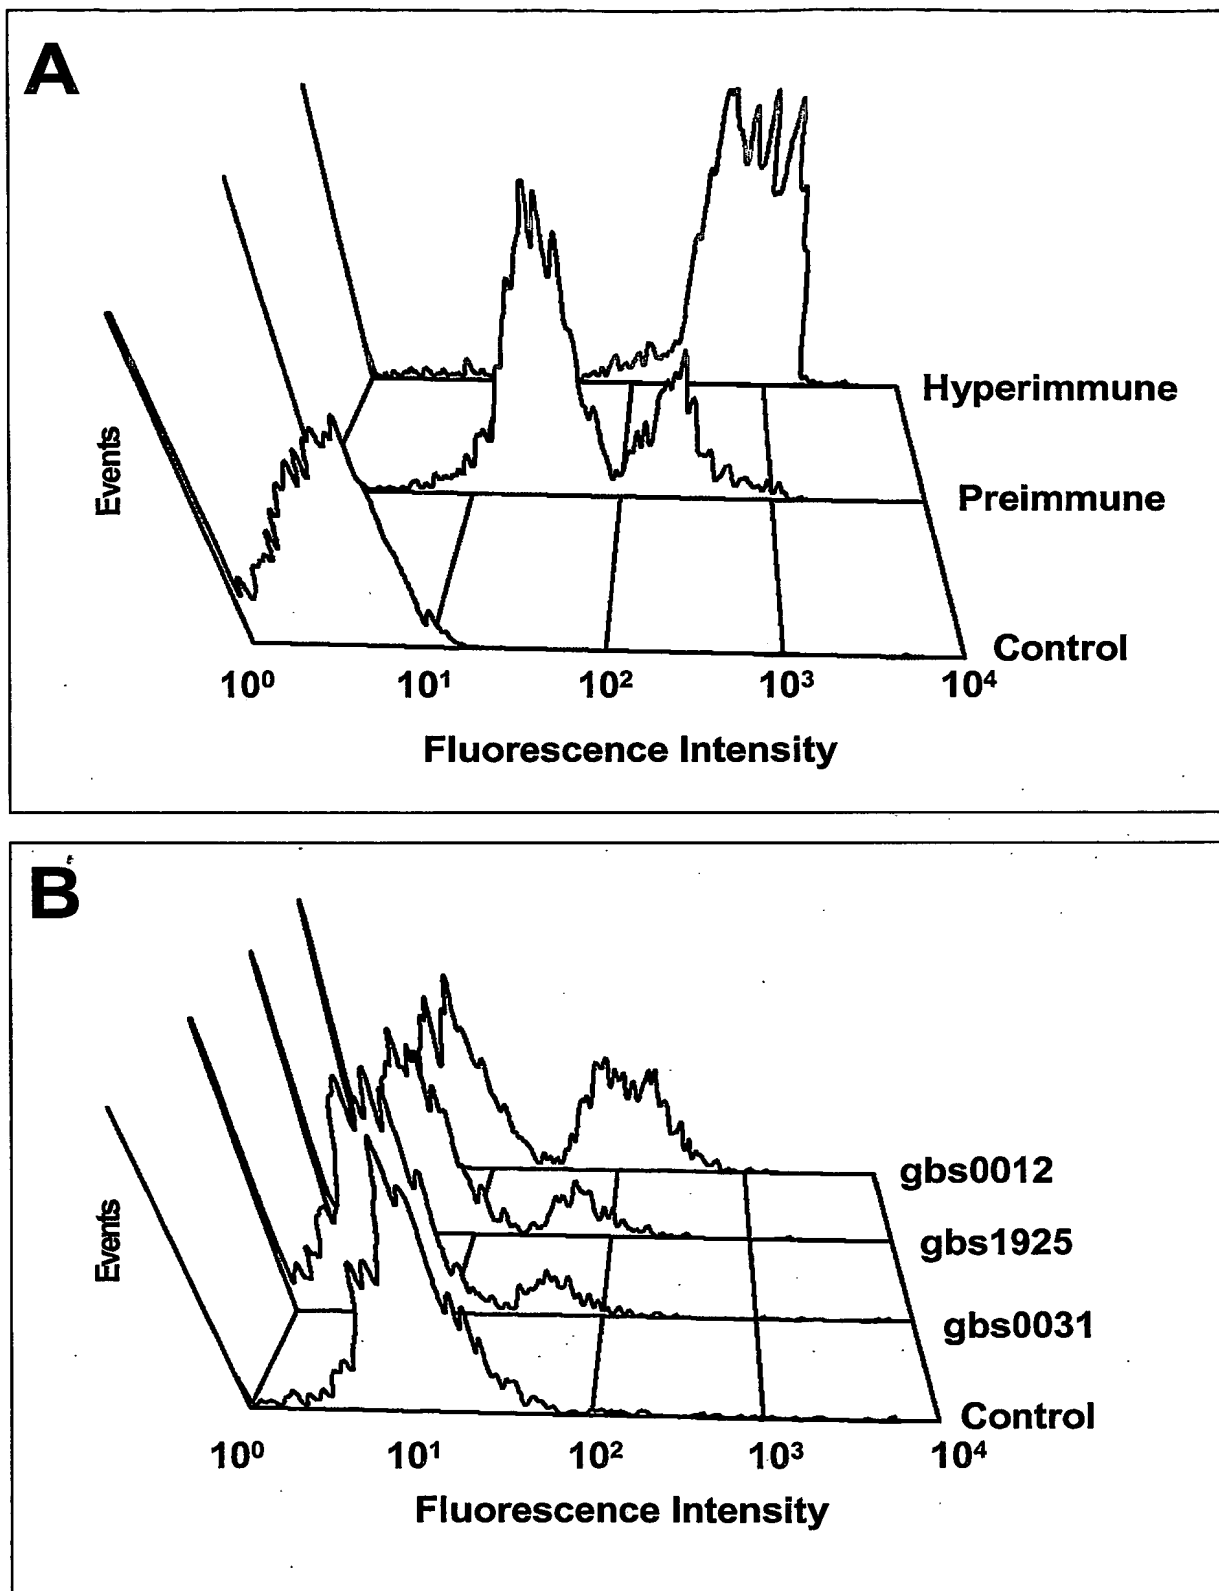 A
Events
Hyperimmune
Preimmune
Control
10⁰ 10¹ 10² 10³ 10⁴
Fluorescence Intensity
B
Events
gbs0012
gbs1925
gbs0031
Control
10⁰ 10¹ 10² 10³ 10⁴
Fluorescence Intensity